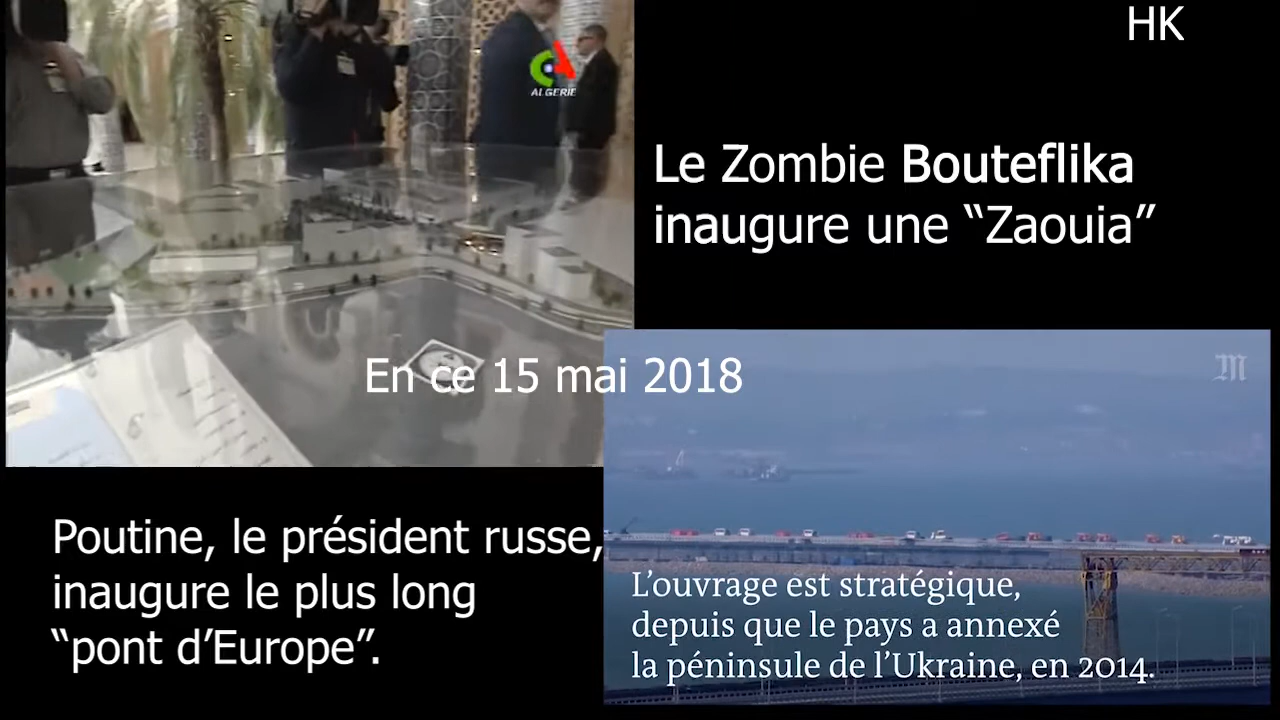 HK
ALGERIE
Le Zombie Bouteflika
inaugure une “Zaouia”
En ce 15 mai 2018
M
Poutine, le président russe,
inaugure le plus long
“pont d’Europe”.
L’ouvrage est stratégique,
depuis que le pays a annexé
la péninsule de l’Ukraine, en 2014.